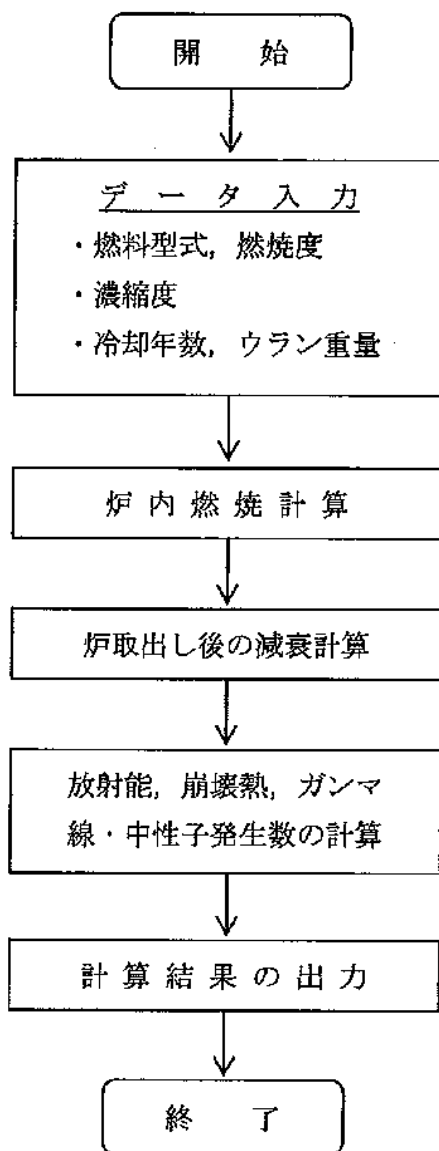 開 始
データ入力
・燃料型式, 燃焼度
・濃縮度
・冷却年数, ウラン重量
炉内燃焼計算
炉取出し後の減衰計算
放射能, 崩壊熱, ガンマ
線・中性子発生数の計算
計算結果の出力
終 了